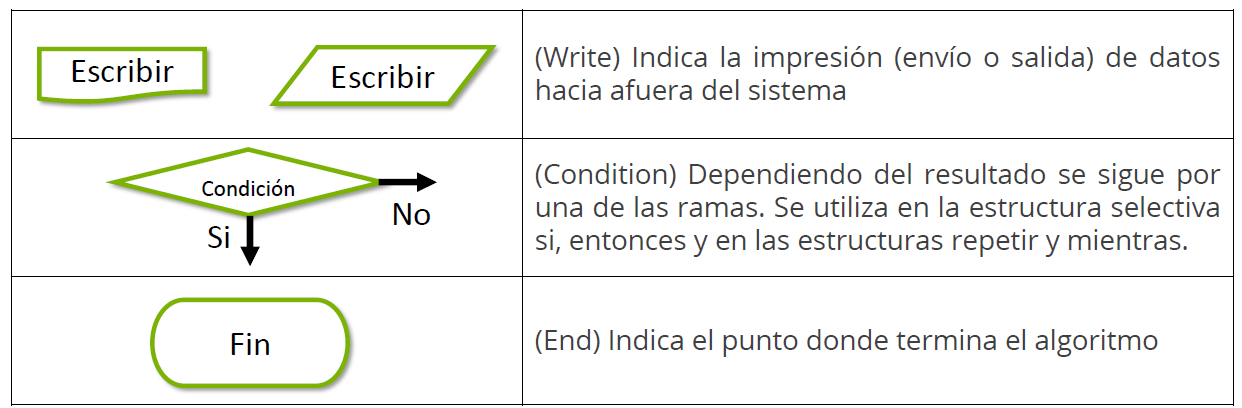 Escribir
Escribir
(Write) Indica la impresión (envío o salida) de datos
hacia afuera del sistema
Condición
No
Si
(Condition) Dependiendo del resultado se sigue por
una de las ramas. Se utiliza en la estructura selectiva
si, entonces y en las estructuras repetir y mientras.
Fin
(End) Indica el punto donde termina el algoritmo